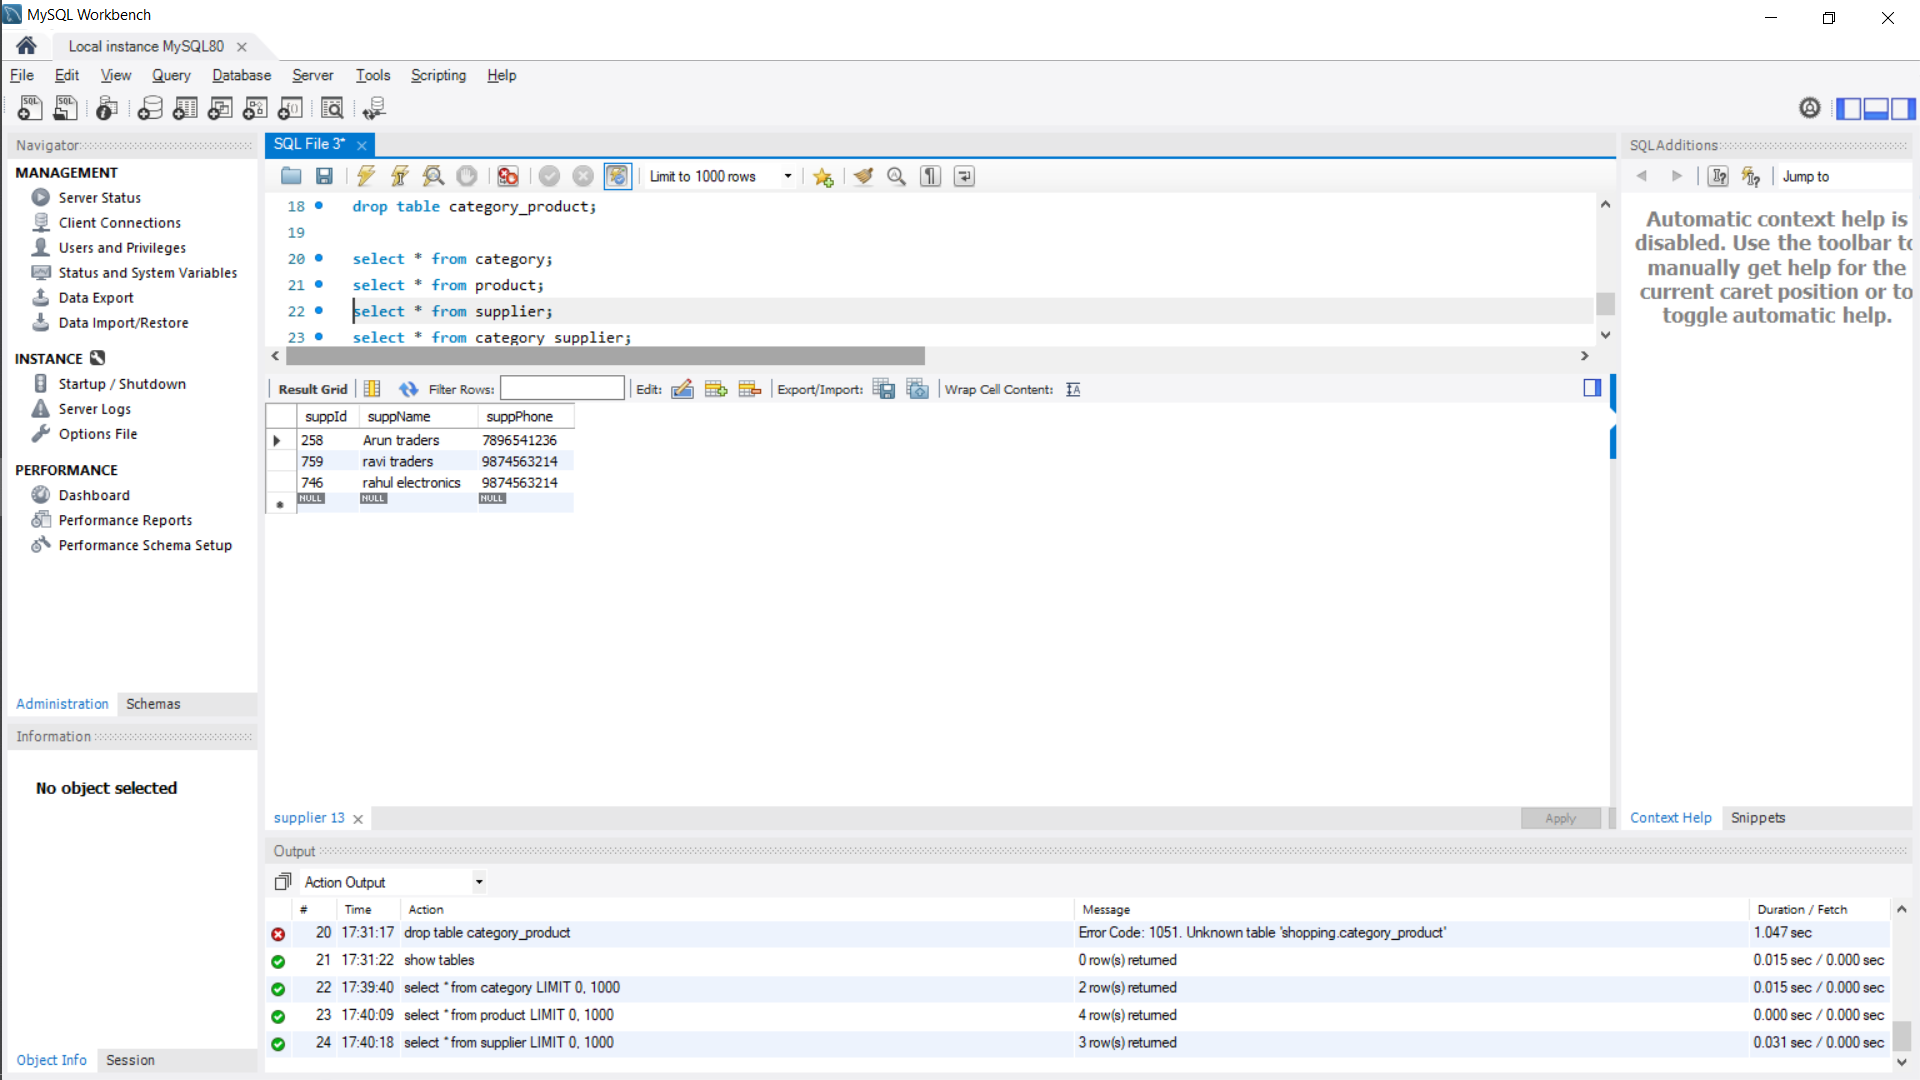 MySQL Workbench
Local instance MySQL80
File Edit View Query Database Server Tools Scripting Help
Navigator
MANAGEMENT
Server Status
Client Connections
Users and Privileges
Status and System Variables
Data Export
Data Import/Restore
INSTANCE
Startup / Shutdown
Server Logs
Options File
PERFORMANCE
Dashboard
Performance Reports
Performance Schema Setup
Administration Schemas
Information
No object selected
Object Info Session
SQL File 3*
Limit to 1000 rows
18 drop table category_product;
19
20 select * from category;
21 select * from product;
22 select * from supplier;
23 select * from category_supplier;
Result Grid Filter Rows: Edit: Export/Import: Wrap Cell Content:
suppId suppName suppPhone
258 Arun traders 7896541236
759 ravi traders 9874563214
746 rahul electronics 9874563214
NULL NULL NULL
supplier 13 Apply
Output
Action Output
# Time Action Message Duration / Fetch
20 17:31:17 drop table category_product Error Code: 1051. Unknown table 'shopping.category_product' 1.047 sec
21 17:31:22 show tables 0 row(s) returned 0.015 sec / 0.000 sec
22 17:39:40 select * from category LIMIT 0, 1000 2 row(s) returned 0.015 sec / 0.000 sec
23 17:40:09 select * from product LIMIT 0, 1000 4 row(s) returned 0.000 sec / 0.000 sec
24 17:40:18 select * from supplier LIMIT 0, 1000 3 row(s) returned 0.031 sec / 0.000 sec
SQLAdditions
Jump to
Automatic context help is
disabled. Use the toolbar to
manually get help for the
current caret position or to
toggle automatic help.
Context Help Snippets